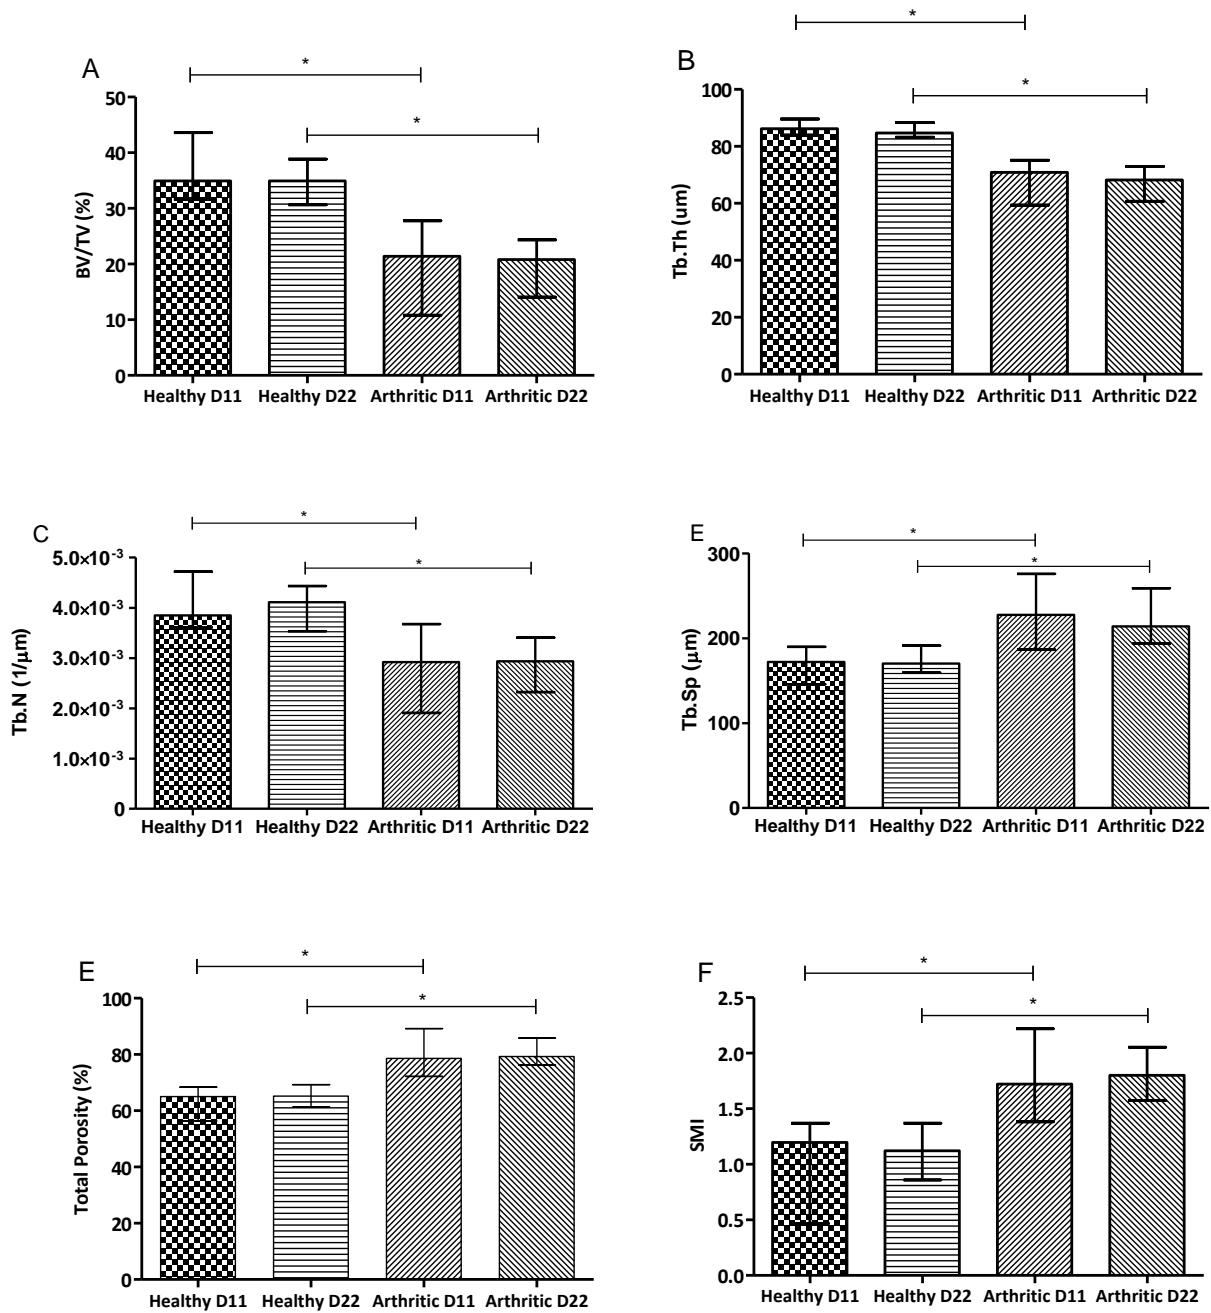 A
*
*
BV/TV (%)
50
40
30
20
10
0
Healthy D11 Healthy D22 Arthritic D11 Arthritic D22
B
*
*
Tb.Th (um)
100
80
60
40
20
0
Healthy D11 Healthy D22 Arthritic D11 Arthritic D22
C
*
*
Tb.N (1/µm)
5.0×10-3
4.0×10-3
3.0×10-3
2.0×10-3
1.0×10-3
0
Healthy D11 Healthy D22 Arthritic D11 Arthritic D22
E
*
*
Tb.Sp (µm)
300
200
100
0
Healthy D11 Healthy D22 Arthritic D11 Arthritic D22
E
*
*
Total Porosity (%)
100
80
60
40
20
0
Healthy D11 Healthy D22 Arthritic D11 Arthritic D22
F
*
*
SMI
2.5
2.0
1.5
1.0
0.5
0.0
Healthy D11 Healthy D22 Arthritic D11 Arthritic D22